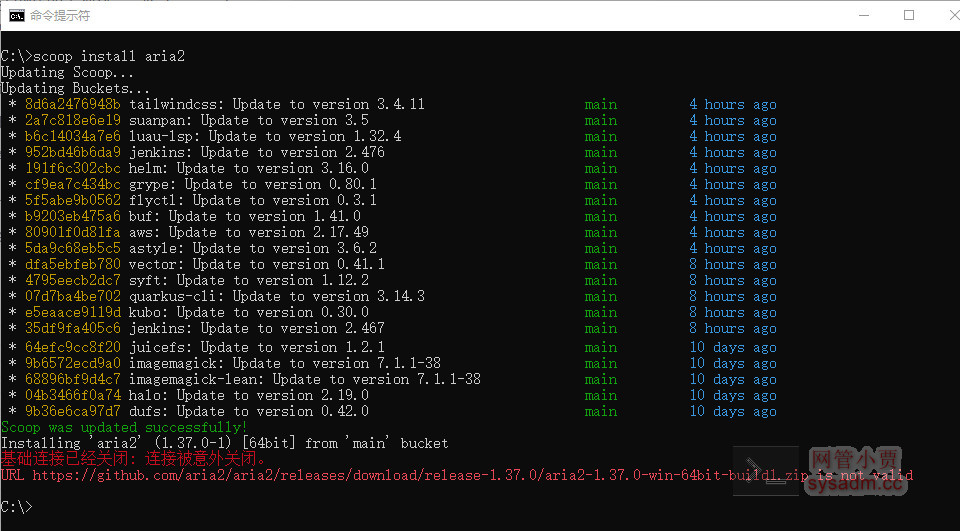 命令提示符
C:\>scoop install aria2
Updating Scoop...
Updating Buckets...
* 8d6a2476948b tailwindcss: Update to version 3.4.11 main 4 hours ago
* 2a7c818e6e19 suanpan: Update to version 3.5 main 4 hours ago
* b6c14034a7e6 luau-lsp: Update to version 1.32.4 main 4 hours ago
* 952bd46b6da9 jenkins: Update to version 2.476 main 4 hours ago
* 191f6c302cbc helm: Update to version 3.16.0 main 4 hours ago
* cf9ea7c434bc grype: Update to version 0.80.1 main 4 hours ago
* 5f5abe9b0562 flyctl: Update to version 0.3.1 main 4 hours ago
* b9203eb475a6 buf: Update to version 1.41.0 main 4 hours ago
* 80901f0d81fa aws: Update to version 2.17.49 main 4 hours ago
* 5da9c68eb5c5 astyle: Update to version 3.6.2 main 4 hours ago
* dfa5ebfeb780 vector: Update to version 0.41.1 main 8 hours ago
* 4795eecb2dc7 syft: Update to version 1.12.2 main 8 hours ago
* 07d7ba4be702 quarkus-cli: Update to version 3.14.3 main 8 hours ago
* e5eaace9119d kubo: Update to version 0.30.0 main 8 hours ago
* 35df9fa405c6 jenkins: Update to version 2.467 main 8 hours ago
* 64efc9cc8f20 juicefs: Update to version 1.2.1 main 10 days ago
* 9b6572ecd9a0 imagemagick: Update to version 7.1.1-38 main 10 days ago
* 68896bf9d4c7 imagemagick-lean: Update to version 7.1.1-38 main 10 days ago
* 04b3466f0a74 halo: Update to version 2.19.0 main 10 days ago
* 9b36e6ca97d7 dufs: Update to version 0.42.0 main 10 days ago
Scoop was updated successfully!
Installing 'aria2' (1.37.0-1) [64bit] from 'main' bucket
基础连接已经关闭: 连接被意外关闭。
URL https://github.com/aria2/aria2/releases/download/release-1.37.0/aria2-1.37.0-win-64bit-build1.zip is not valid
C:\>
网管小贾
sysadm.cc